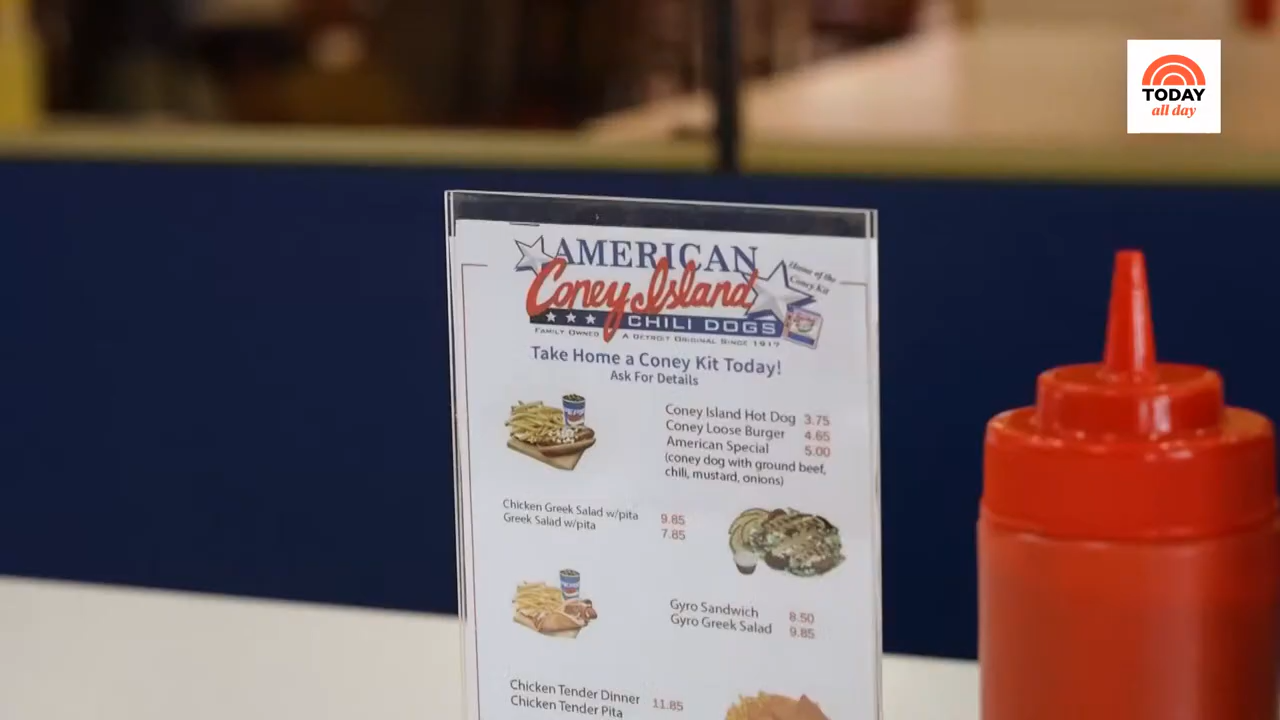 TODAY
all day
AMERICAN
Coney Island
CHILI DOGS
Home of the
Coney Kit
FAMILY OWNED A DETROIT ORIGINAL SINCE 1917
Take Home a Coney Kit Today!
Ask For Details
Coney Island Hot Dog 3.75
Coney Loose Burger 4.65
American Special 5.00
(coney dog with ground beef,
chili, mustard, onions)
Chicken Greek Salad w/pita 9.85
Greek Salad w/pita 7.85
Gyro Sandwich 8.50
Gyro Greek Salad 9.85
Chicken Tender Dinner 11.85
Chicken Tender Pita